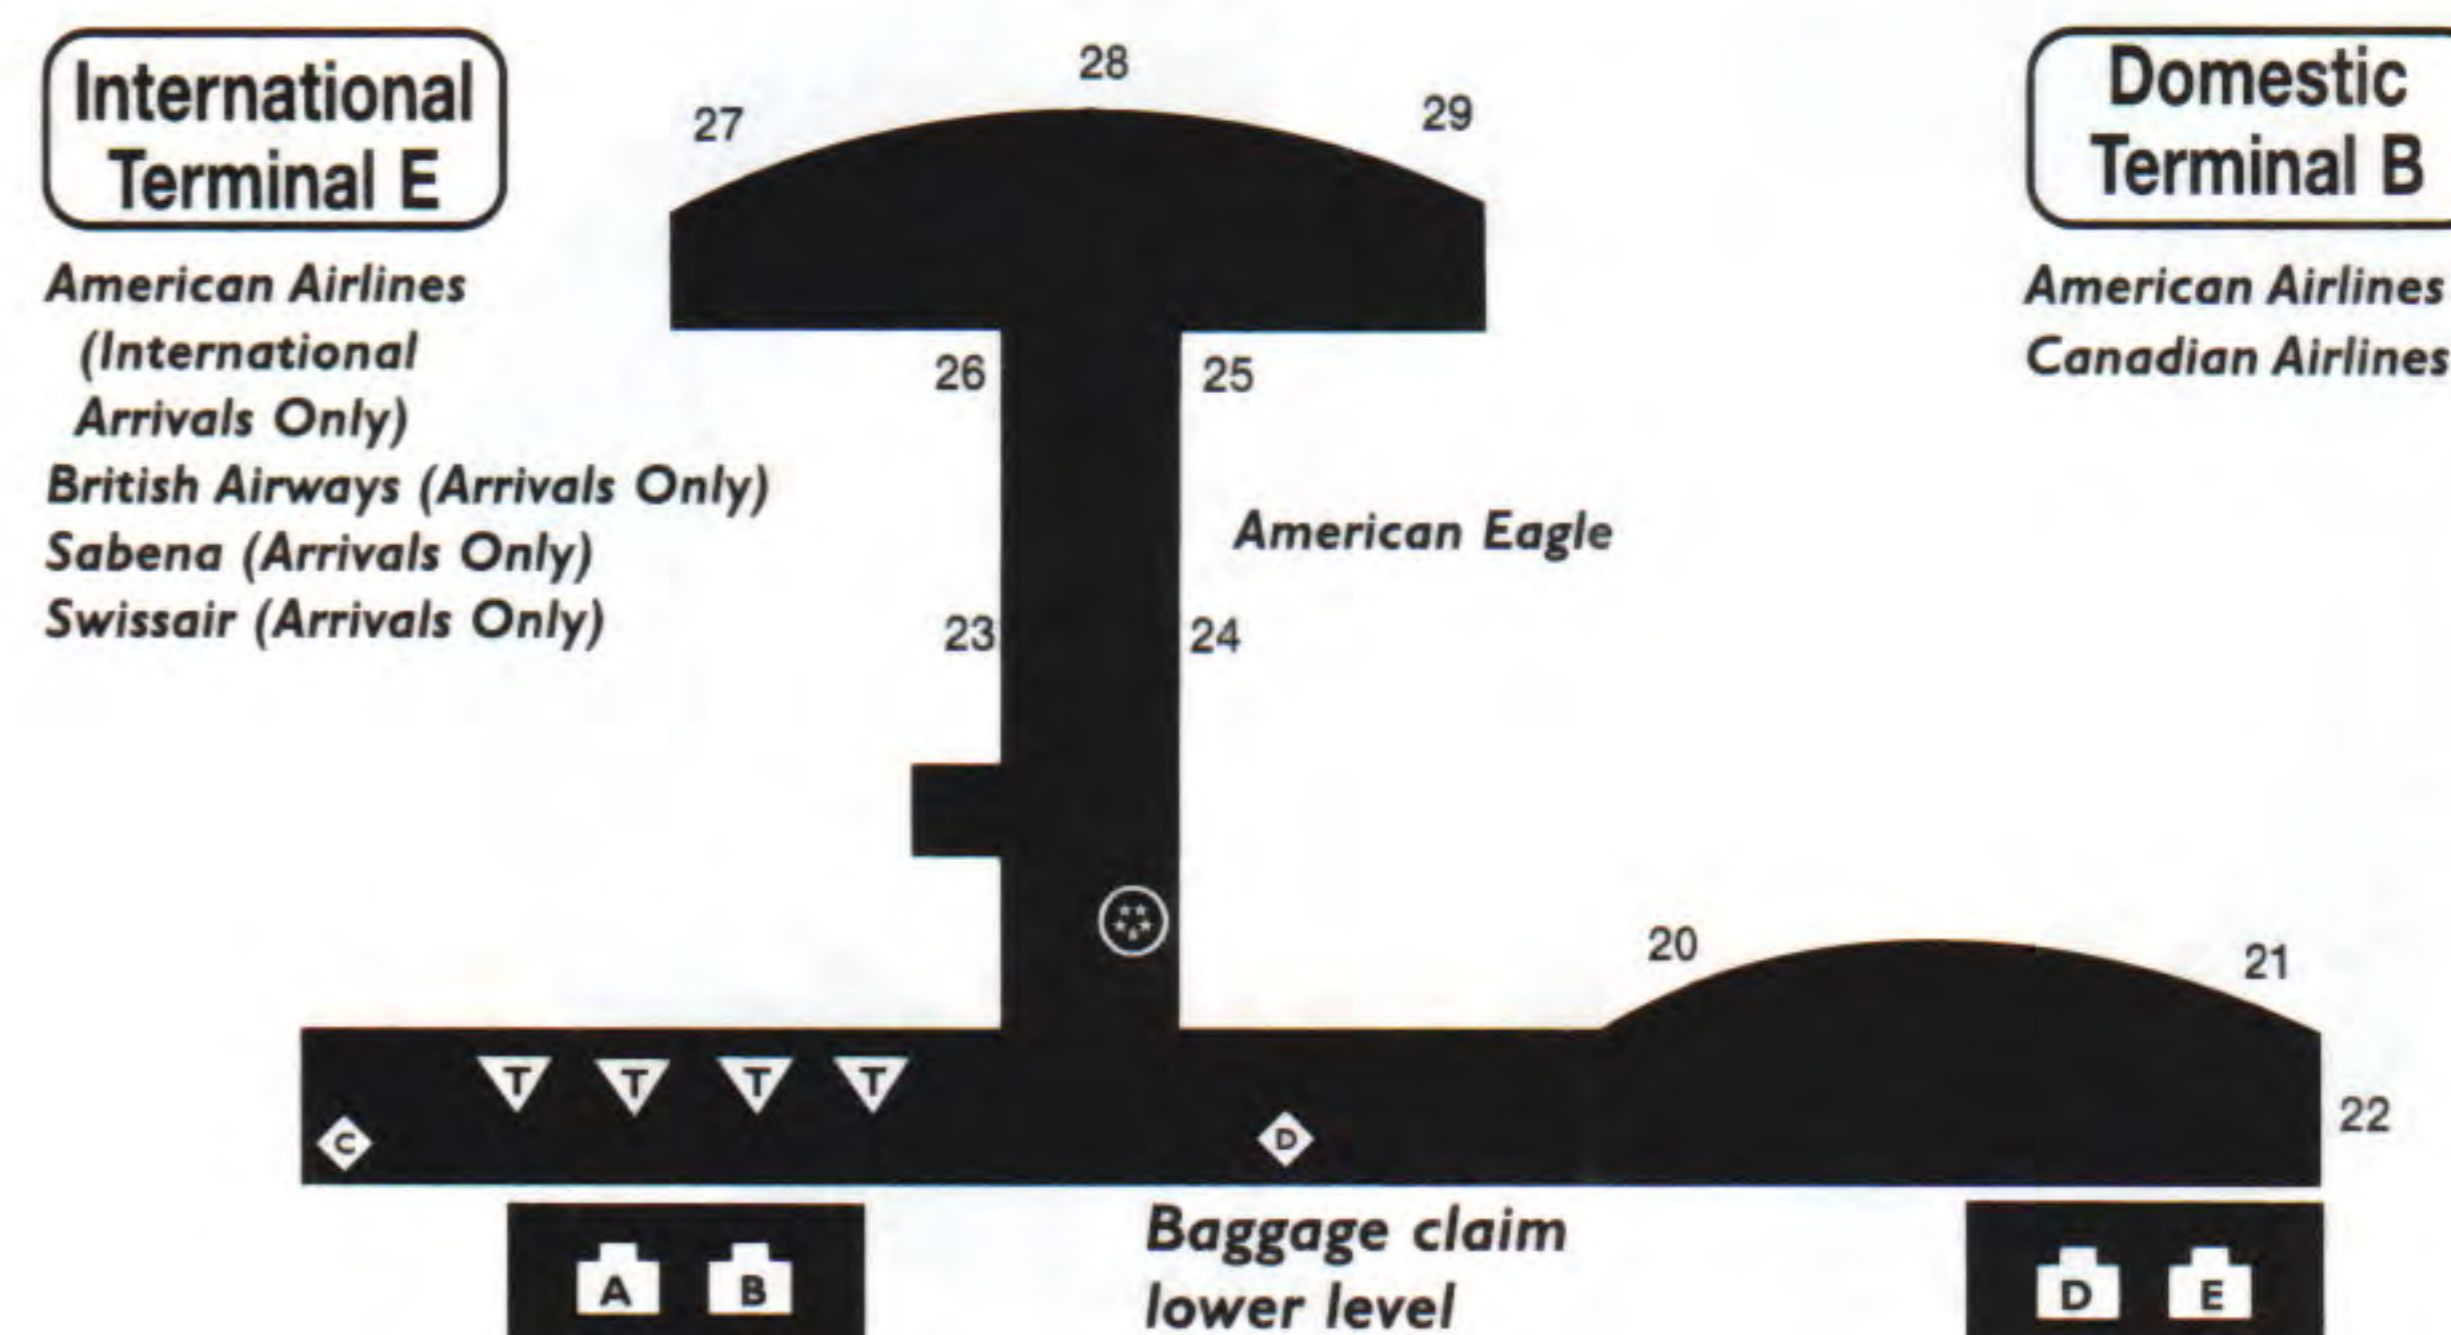 International
Terminal E
American Airlines
(International
Arrivals Only)
British Airways (Arrivals Only)
Sabena (Arrivals Only)
Swissair (Arrivals Only)
27
28
29
26
25
American Eagle
23
24
Domestic
Terminal B
American Airlines
Canadian Airlines
20
21
22
T T T T
C
D
A B
Baggage claim
lower level
D E